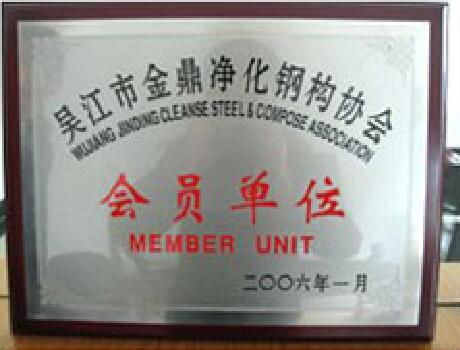 吴江市金鼎净化钢构协会
WUJIANG JINDING CLEANSE STEEL & COMPOSE ASSOCIATION
会员单位
MEMBER UNIT
二〇〇六年一月